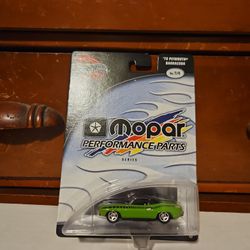 '70 PLYMOUTH®
BARRACUDA
mopar
PERFORMANCE PARTS
SERIES